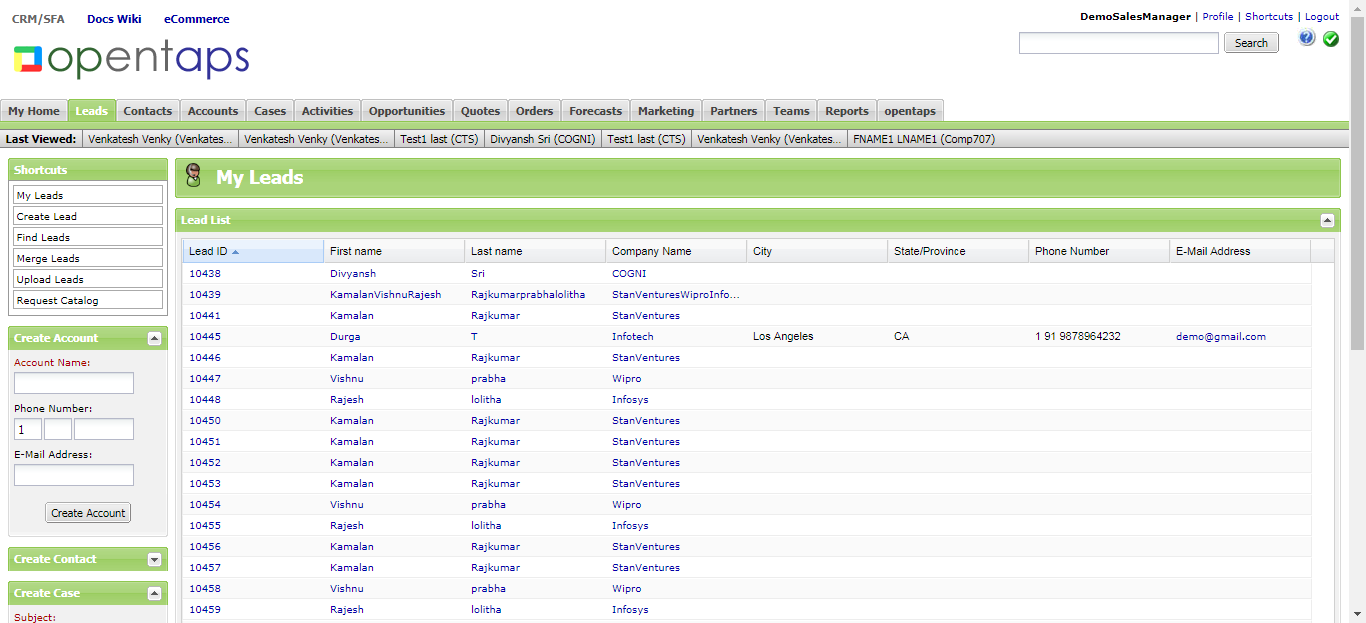 CRM/SFA Docs Wiki eCommerce
DemoSalesManager | Profile | Shortcuts | Logout
opentaps
Search
My Home Leads Contacts Accounts Cases Activities Opportunities Quotes Orders Forecasts Marketing Partners Teams Reports opentaps
Last Viewed: Venkatesh Venky (Venkates... Venkatesh Venky (Venkates... Test1 last (CTS) Divyansh Sri (COGNI) Test1 last (CTS) Venkatesh Venky (Venkates... FNAME1 LNAME1 (Comp707)
Shortcuts
My Leads
Create Lead
Find Leads
Merge Leads
Upload Leads
Request Catalog
Create Account
Account Name:
Phone Number:
1
E-Mail Address:
Create Account
Create Contact
Create Case
Subject:
My Leads
Lead List
Lead ID First name Last name Company Name City State/Province Phone Number E-Mail Address
10438 Divyansh Sri COGNI
10439 KamalanVishnuRajesh Rajkumarprabhalolitha StanVenturesWiproInfo...
10441 Kamalan Rajkumar StanVentures
10445 Durga T Infotech Los Angeles CA 1 91 9878964232 demo@gmail.com
10446 Kamalan Rajkumar StanVentures
10447 Vishnu prabha Wipro
10448 Rajesh lolitha Infosys
10450 Kamalan Rajkumar StanVentures
10451 Kamalan Rajkumar StanVentures
10452 Kamalan Rajkumar StanVentures
10453 Kamalan Rajkumar StanVentures
10454 Vishnu prabha Wipro
10455 Rajesh lolitha Infosys
10456 Kamalan Rajkumar StanVentures
10457 Kamalan Rajkumar StanVentures
10458 Vishnu prabha Wipro
10459 Rajesh lolitha Infosys